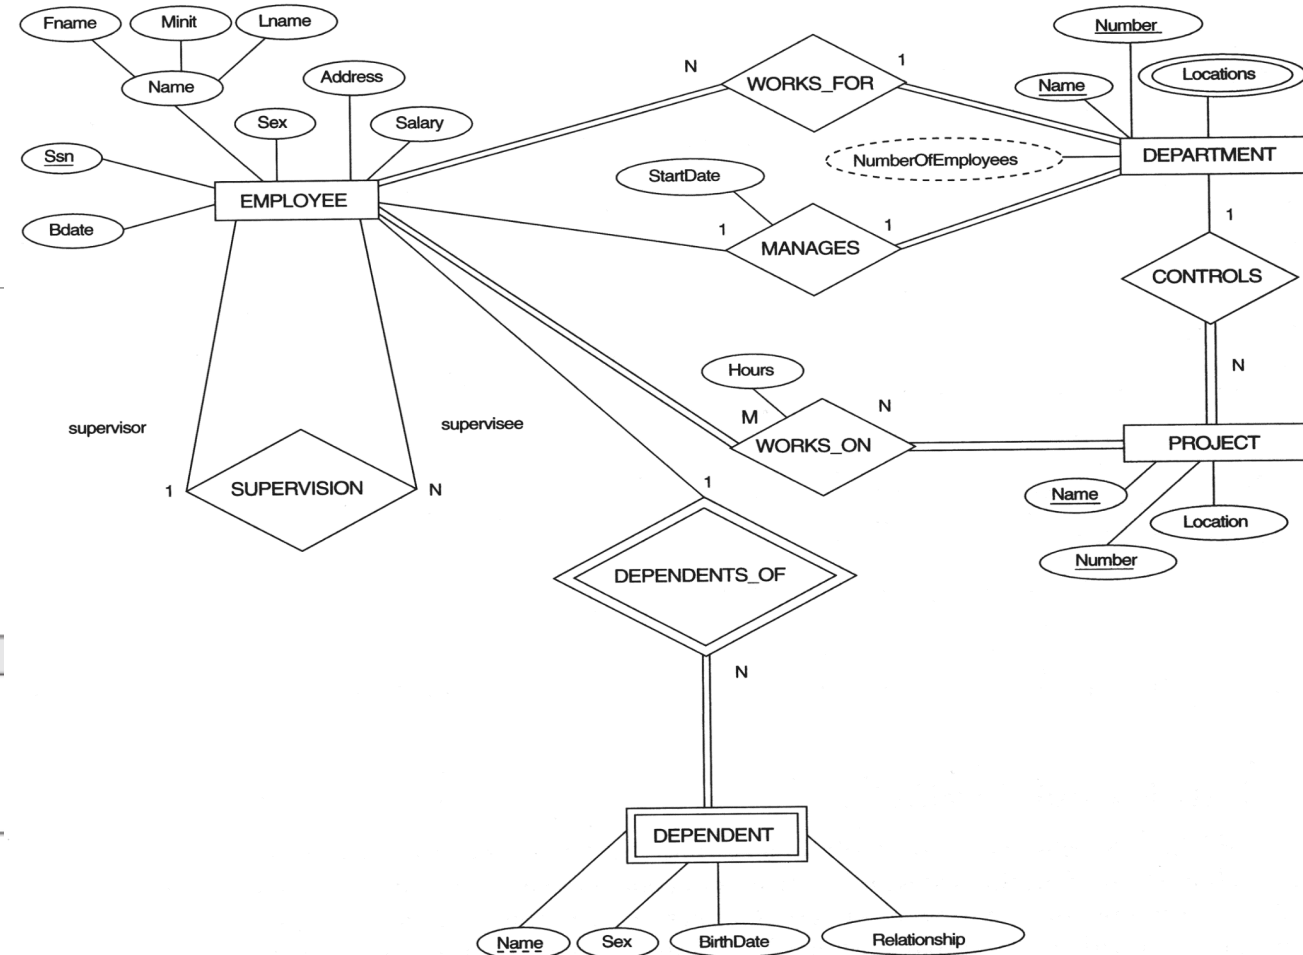 Fname
Minit
Lname
Number
Name
Address
Locations
N
WORKS_FOR
1
Name
Sex
Salary
Ssn
NumberOfEmployees
DEPARTMENT
StartDate
EMPLOYEE
Bdate
1
MANAGES
1
1
CONTROLS
Hours
N
M
N
supervisor
supervisee
WORKS_ON
PROJECT
1
SUPERVISION
N
1
Name
Location
Number
DEPENDENTS_OF
N
DEPENDENT
Name
Sex
BirthDate
Relationship